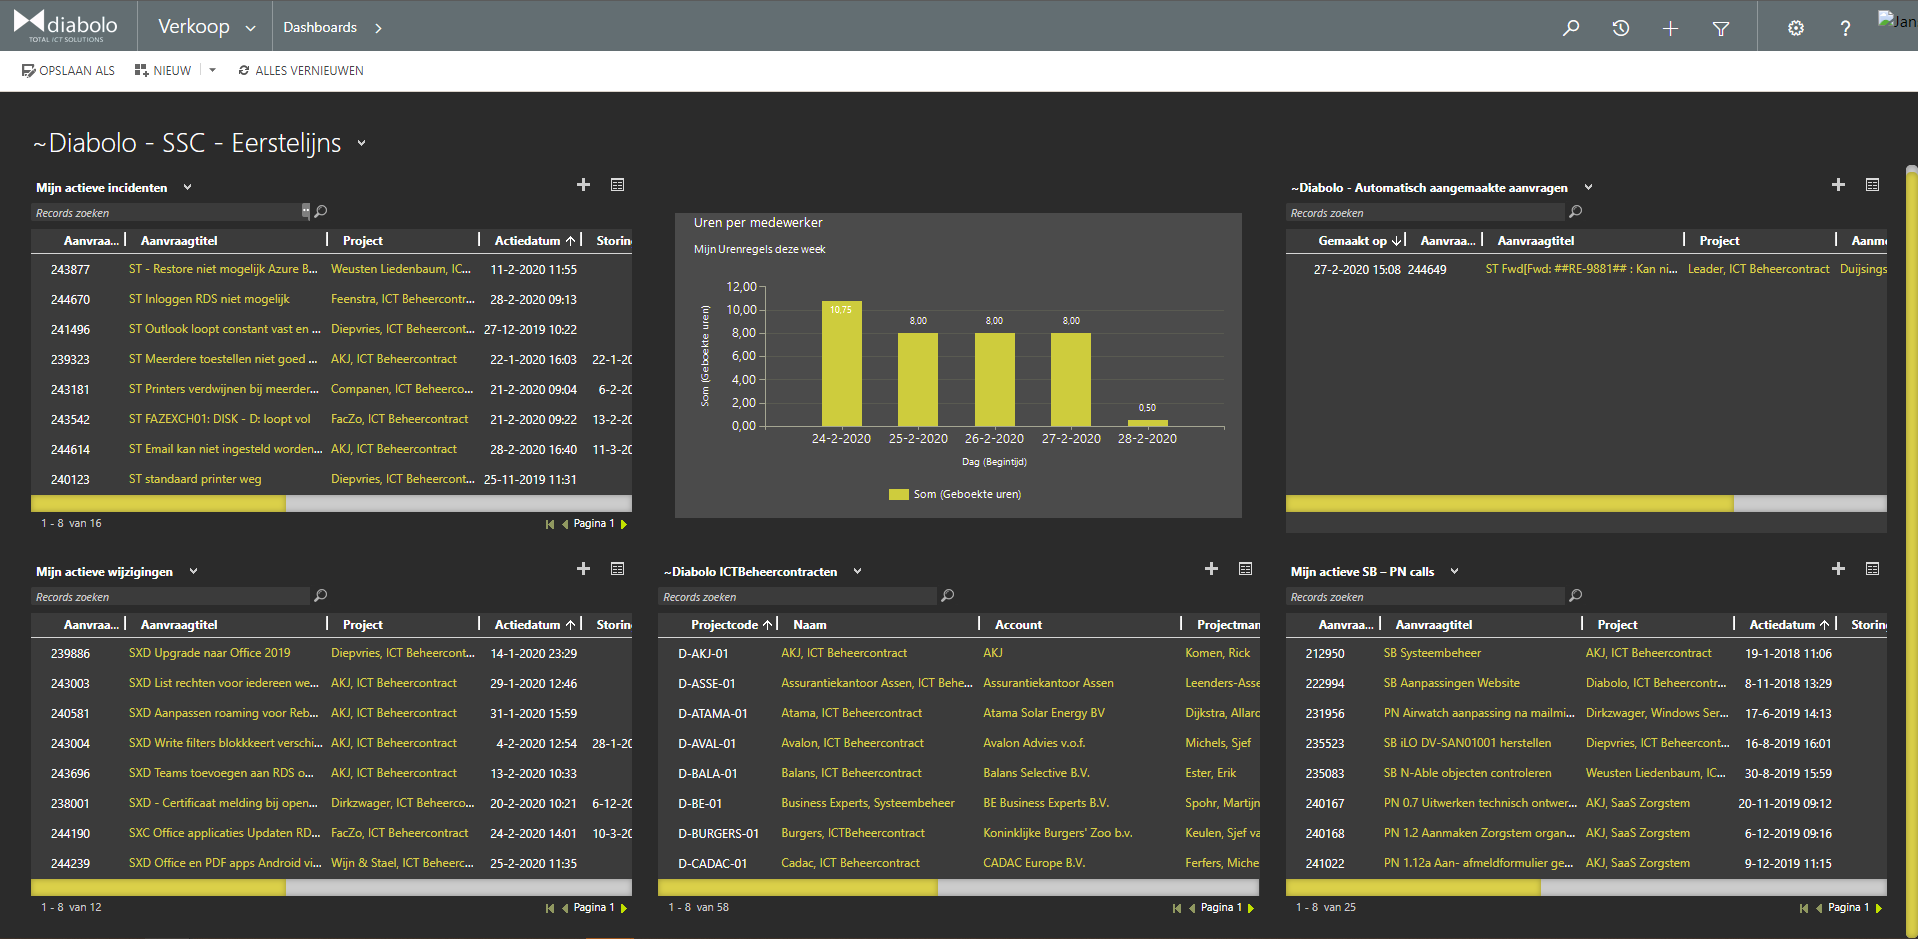 diabolo
TOTAL ICT SOLUTIONS
Verkoop
Dashboards
Jan
OPSLAAN ALS
NIEUW
ALLES VERNIEUWEN
~Diabolo - SSC - Eerstelijns
Mijn actieve incidenten
Records zoeken
Aanvraa... Aanvraagtitel Project Actiedatum Storin
243877 ST - Restore niet mogelijk Azure B... Weusten Liedenbaum, IC... 11-2-2020 11:55
244670 ST Inloggen RDS niet mogelijk Feenstra, ICT Beheercontr... 28-2-2020 09:13
241496 ST Outlook loopt constant vast en ... Diepvries, ICT Beheercont... 27-12-2019 10:22
239323 ST Meerdere toestellen niet goed ... AKJ, ICT Beheercontract 22-1-2020 16:03 22-1-20
243181 ST Printers verdwijnen bij meerder... Companen, ICT Beheerco... 21-2-2020 09:04 6-2-20
243542 ST FAZEXCH01: DISK - D: loopt vol FacZo, ICT Beheercontract 21-2-2020 09:22 13-2-20
244614 ST Email kan niet ingesteld worden... AKJ, ICT Beheercontract 28-2-2020 16:40 11-3-20
240123 ST standaard printer weg Diepvries, ICT Beheercont... 25-11-2019 11:31
1 - 8 van 16
Pagina 1
Uren per medewerker
Mijn Urenregels deze week
Som (Geboekte uren)
12,00
10,00
8,00
6,00
4,00
2,00
0,00
10,75
8,00
8,00
8,00
0,50
24-2-2020 25-2-2020 26-2-2020 27-2-2020 28-2-2020
Dag (Begintijd)
Som (Geboekte uren)
~Diabolo - Automatisch aangemaakte aanvragen
Records zoeken
Gemaakt op Aanvraa... Aanvraagtitel Project Aanm
27-2-2020 15:08 244649 ST Fwd[Fwd: ##RE-9881## : Kan ni... Leader, ICT Beheercontract Duijsings
Mijn actieve wijzigingen
Records zoeken
Aanvraa... Aanvraagtitel Project Actiedatum Storin
239886 SXD Upgrade naar Office 2019 Diepvries, ICT Beheercont... 14-1-2020 23:29
243003 SXD List rechten voor iedereen we... AKJ, ICT Beheercontract 29-1-2020 12:46
240581 SXD Aanpassen roaming voor Reb... AKJ, ICT Beheercontract 31-1-2020 15:59
243004 SXD Write filters blokkkeert verschi... AKJ, ICT Beheercontract 4-2-2020 12:54 28-1-20
243696 SXD Teams toevoegen aan RDS o... AKJ, ICT Beheercontract 13-2-2020 10:33
238001 SXD - Certificaat melding bij open... Dirkzwager, ICT Beheerco... 20-2-2020 10:21 6-12-20
244190 SXC Office applicaties Updaten RD... FacZo, ICT Beheercontract 24-2-2020 14:01 10-3-20
244239 SXD Office en PDF apps Android vi... Wijn & Stael, ICT Beheerc... 25-2-2020 11:35
1 - 8 van 12
Pagina 1
~Diabolo ICTBeheercontracten
Records zoeken
Projectcode Naam Account Projectman
D-AKJ-01 AKJ, ICT Beheercontract AKJ Komen, Rick
D-ASSE-01 Assurantiekantoor Assen, ICT Behe... Assurantiekantoor Assen Leenders-Asse
D-ATAMA-01 Atama, ICT Beheercontract Atama Solar Energy BV Dijkstra, Allard
D-AVAL-01 Avalon, ICT Beheercontract Avalon Advies v.o.f. Michels, Sjef
D-BALA-01 Balans, ICT Beheercontract Balans Selective B.V. Ester, Erik
D-BE-01 Business Experts, Systeembeheer BE Business Experts B.V. Spohr, Martijn
D-BURGERS-01 Burgers, ICTBeheercontract Koninklijke Burgers' Zoo b.v. Keulen, Sjef va
D-CADAC-01 Cadac, ICT Beheercontract CADAC Europe B.V. Ferfers, Miche
1 - 8 van 58
Pagina 1
Mijn actieve SB – PN calls
Records zoeken
Aanvraa... Aanvraagtitel Project Actiedatum Storing
212950 SB Systeembeheer AKJ, ICT Beheercontract 19-1-2018 11:06
222994 SB Aanpassingen Website Diabolo, ICT Beheercontr... 8-11-2018 13:29
231956 PN Airwatch aanpassing na mailmi... Dirkzwager, Windows Ser... 17-6-2019 14:13
235523 SB iLO DV-SAN01001 herstellen Diepvries, ICT Beheercont... 16-8-2019 16:01
235083 SB N-Able objecten controleren Weusten Liedenbaum, IC... 30-8-2019 15:59
240167 PN 0.7 Uitwerken technisch ontwer... AKJ, SaaS Zorgstem 20-11-2019 09:12
240168 PN 1.2 Aanmaken Zorgstem organ... AKJ, SaaS Zorgstem 6-12-2019 09:16
241022 PN 1.12a Aan- afmeldformulier ge... AKJ, SaaS Zorgstem 9-12-2019 11:15
1 - 8 van 25
Pagina 1